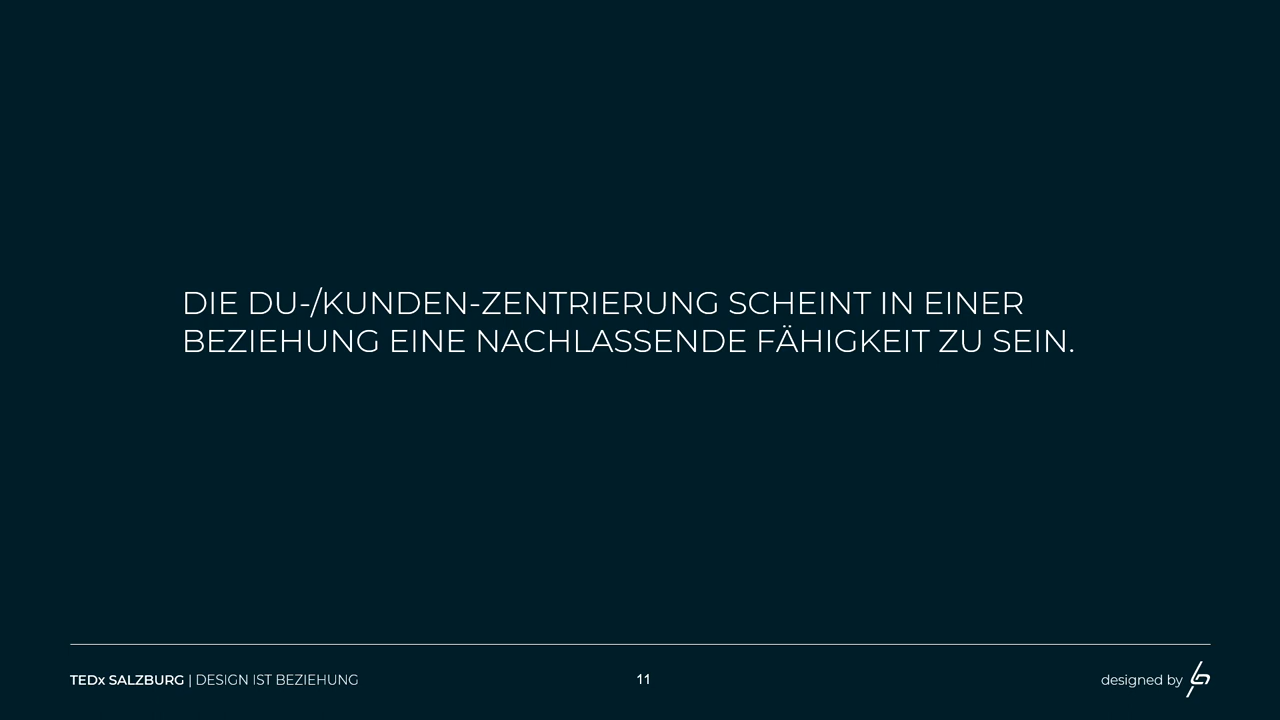 DIE DU-/KUNDEN-ZENTRIERUNG SCHEINT IN EINER
BEZIEHUNG EINE NACHLASSENDE FÄHIGKEIT ZU SEIN.
TEDx SALZBURG | DESIGN IST BEZIEHUNG
11
designed by